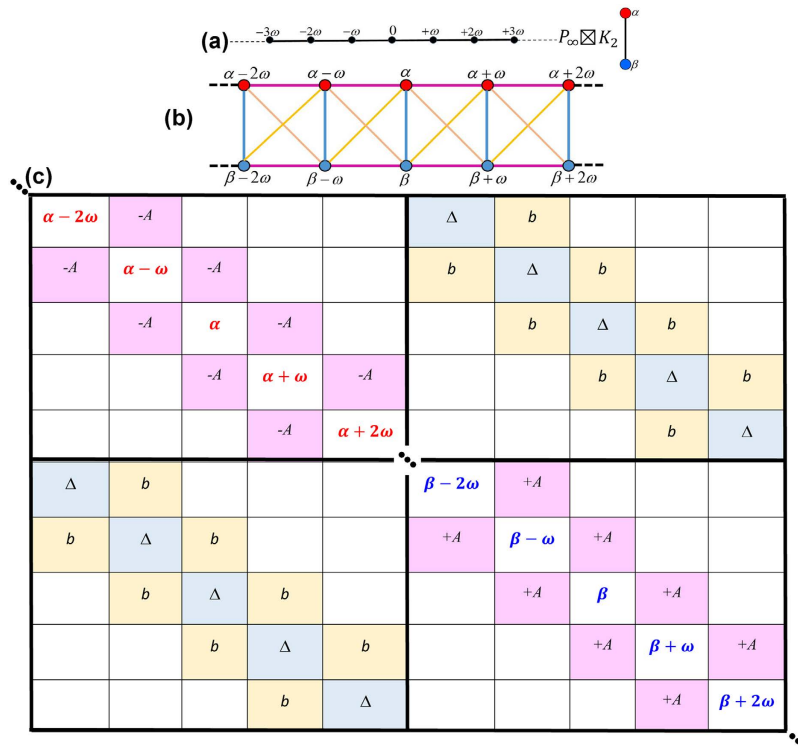 (a) −3ω −2ω −ω 0 +ω +2ω +3ω P∞⊠K₂ α
β
(b) α−2ω α−ω α α+ω α+2ω
β−2ω β−ω β β+ω β+2ω
(c)
α − 2ω -A Δ b
-A α − ω -A b Δ b
-A α -A b Δ b
-A α + ω -A b Δ b
-A α + 2ω b Δ
Δ b β − 2ω +A
b Δ b +A β − ω +A
b Δ b +A β +A
b Δ b +A β + ω +A
b Δ +A β + 2ω